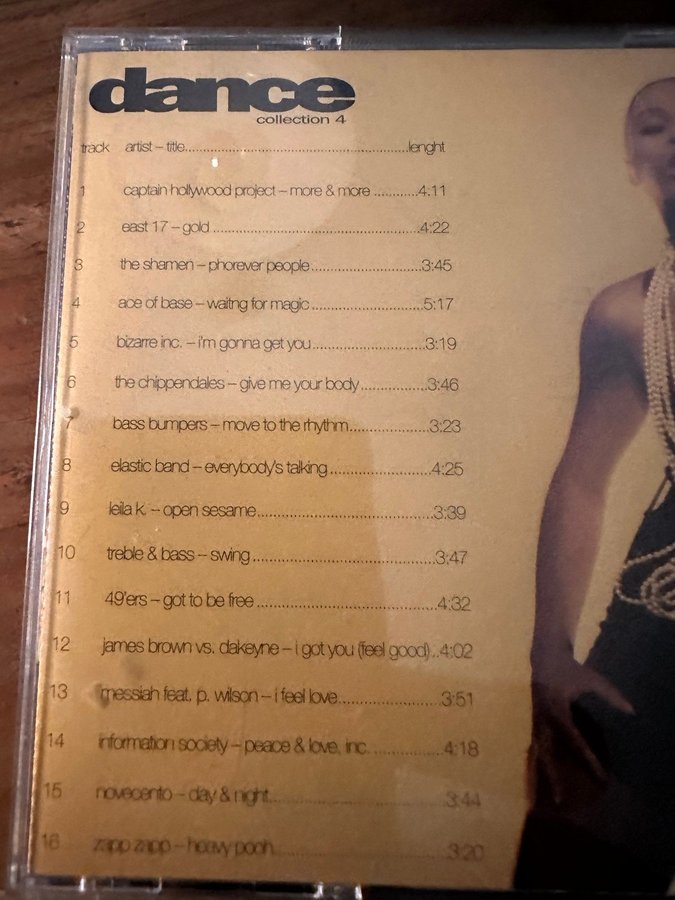 dance
collection 4
track artist – title..........................................................lenght
1 captain hollywood project – more & more ...........4:11
2 east 17 – gold .....................................................4:22
3 the shamen – phorever people...........................3:45
4 ace of base – waitng for magic............................5:17
5 bizarre inc. – i'm gonna get you............................3:19
6 the chippendales – give me your body.................3:46
7 bass bumpers – move to the rhythm....................3:23
8 elastic band – everybody's talking.........................4:25
9 leila k. – open sesame............................................3:39
10 treble & bass – swing..............................................3:47
11 49'ers – got to be free.............................................4:32
12 james brown vs. dakeyne – i got you (feel good)..4:02
13 messiah feat. p. wilson – i feel love.........................3:51
14 information society – peace & love, inc..................4:18
15 novecento – day & night..........................................3:44
16 zapp zapp – heavy pooh..........................................3:20